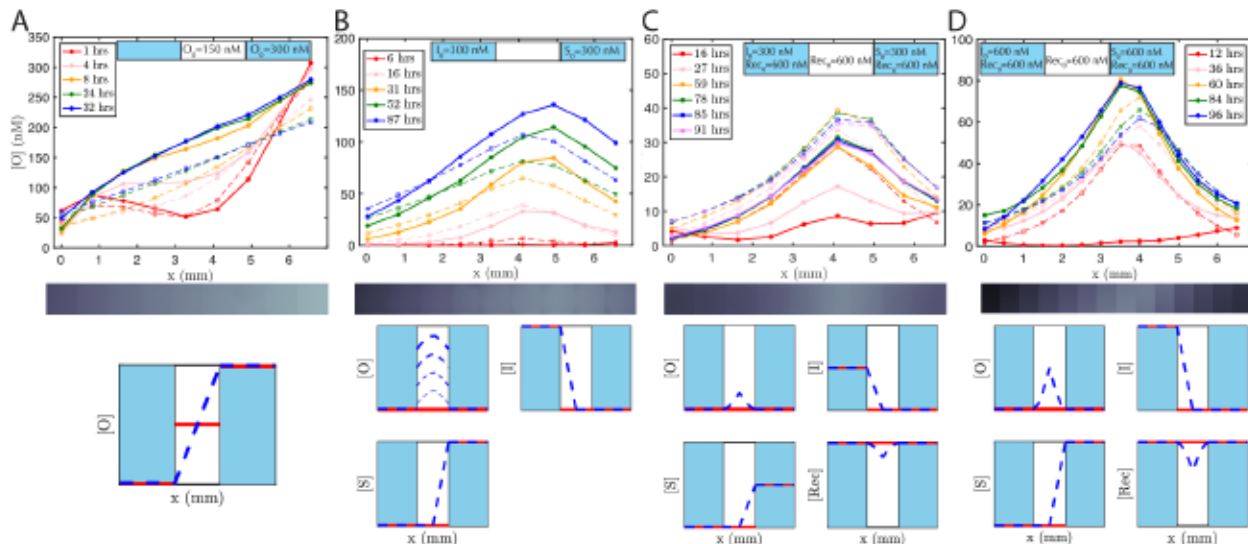 A
B
C
D
1 hrs
4 hrs
8 hrs
24 hrs
32 hrs
O₀=150 nM
O₀=300 nM
350
300
250
200
150
100
50
0
[O] (nM)
0 1 2 3 4 5 6
x (mm)
6 hrs
16 hrs
31 hrs
52 hrs
87 hrs
I₀=300 nM
S₀=300 nM
200
150
100
50
0
0 1 2 3 4 5 6
x (mm)
16 hrs
27 hrs
59 hrs
78 hrs
85 hrs
91 hrs
I₀=300 nM
Rec₀=600 nM
Rec₀=600 nM
S₀=300 nM
Rec₀=600 nM
60
50
40
30
20
10
0
0 1 2 3 4 5 6
x (mm)
I₀=600 nM
Rec₀=600 nM
Rec₀=600 nM
S₀=600 nM
Rec₀=600 nM
12 hrs
36 hrs
60 hrs
84 hrs
96 hrs
100
80
60
40
20
0
0 1 2 3 4 5 6
x (mm)
[O]
x (mm)
[O]
[I]
[S]
x (mm)
[O]
[I]
[S]
[Rec]
x (mm)
x (mm)
[O]
[I]
[S]
[Rec]
x (mm)
x (mm)